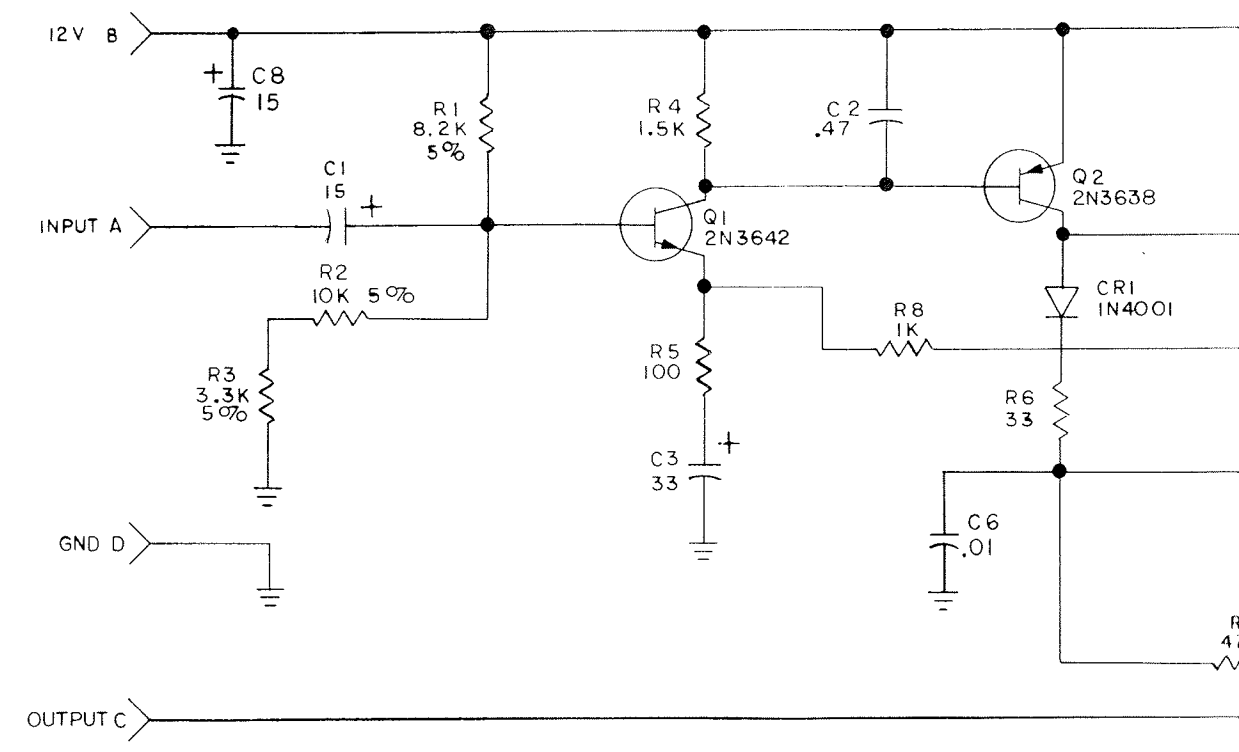 12V B
+
C8
15
R1
8.2K
5%
R4
1.5K
C2
.47
Q2
2N3638
C1
15
+
INPUT A
Q1
2N3642
R2
10K 5%
CR1
1N4001
R8
1K
R3
3.3K
5%
R5
100
R6
33
+
C3
33
C6
.01
GND D
R
47
OUTPUT C